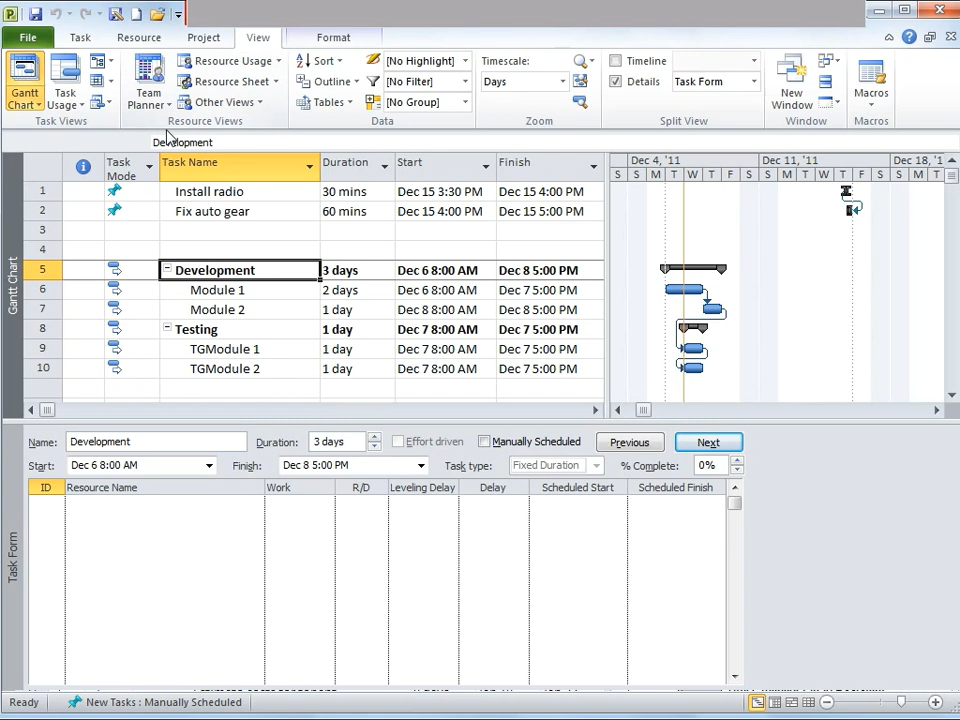 File Task Resource Project View Format
Gantt Chart Task Usage Task Views
Team Planner Resource Usage Resource Sheet Other Views Resource Views
Sort Outline Tables [No Highlight] [No Filter] [No Group] Data
Timescale: Days Zoom
Timeline Details Task Form Split View
New Window Window
Macros Macros
Development
Dec 4, '11 Dec 11, '11 Dec 18, '1
Task Mode Task Name Duration Start Finish S S M T W T F S S M T W T F S S M T
1 Install radio 30 mins Dec 15 3:30 PM Dec 15 4:00 PM
2 Fix auto gear 60 mins Dec 15 4:00 PM Dec 15 5:00 PM
3
4
5 Development 3 days Dec 6 8:00 AM Dec 8 5:00 PM
6 Module 1 2 days Dec 6 8:00 AM Dec 7 5:00 PM
7 Module 2 1 day Dec 8 8:00 AM Dec 8 5:00 PM
8 Testing 1 day Dec 7 8:00 AM Dec 7 5:00 PM
9 TGModule 1 1 day Dec 7 8:00 AM Dec 7 5:00 PM
10 TGModule 2 1 day Dec 7 8:00 AM Dec 7 5:00 PM
Gantt Chart
Name: Development Duration: 3 days Effort driven Manually Scheduled Previous Next
Start: Dec 6 8:00 AM Finish: Dec 8 5:00 PM Task type: Fixed Duration % Complete: 0%
ID Resource Name Work R/D Leveling Delay Delay Scheduled Start Scheduled Finish
Task Form
Ready New Tasks : Manually Scheduled